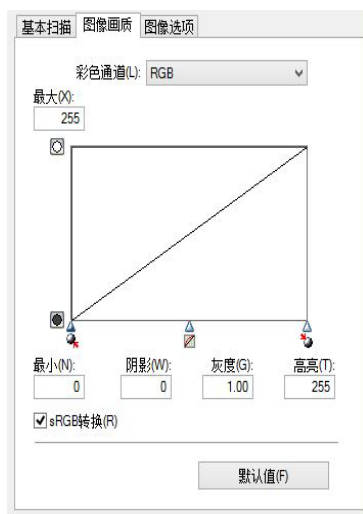 基本扫描 图像画质 图像选项
彩色通道(L): RGB
最大(X):
255
最小(N): 阴影(W): 灰度(G): 高亮(T):
0 0 1.00 255
sRGB转换(R)
默认值(F)